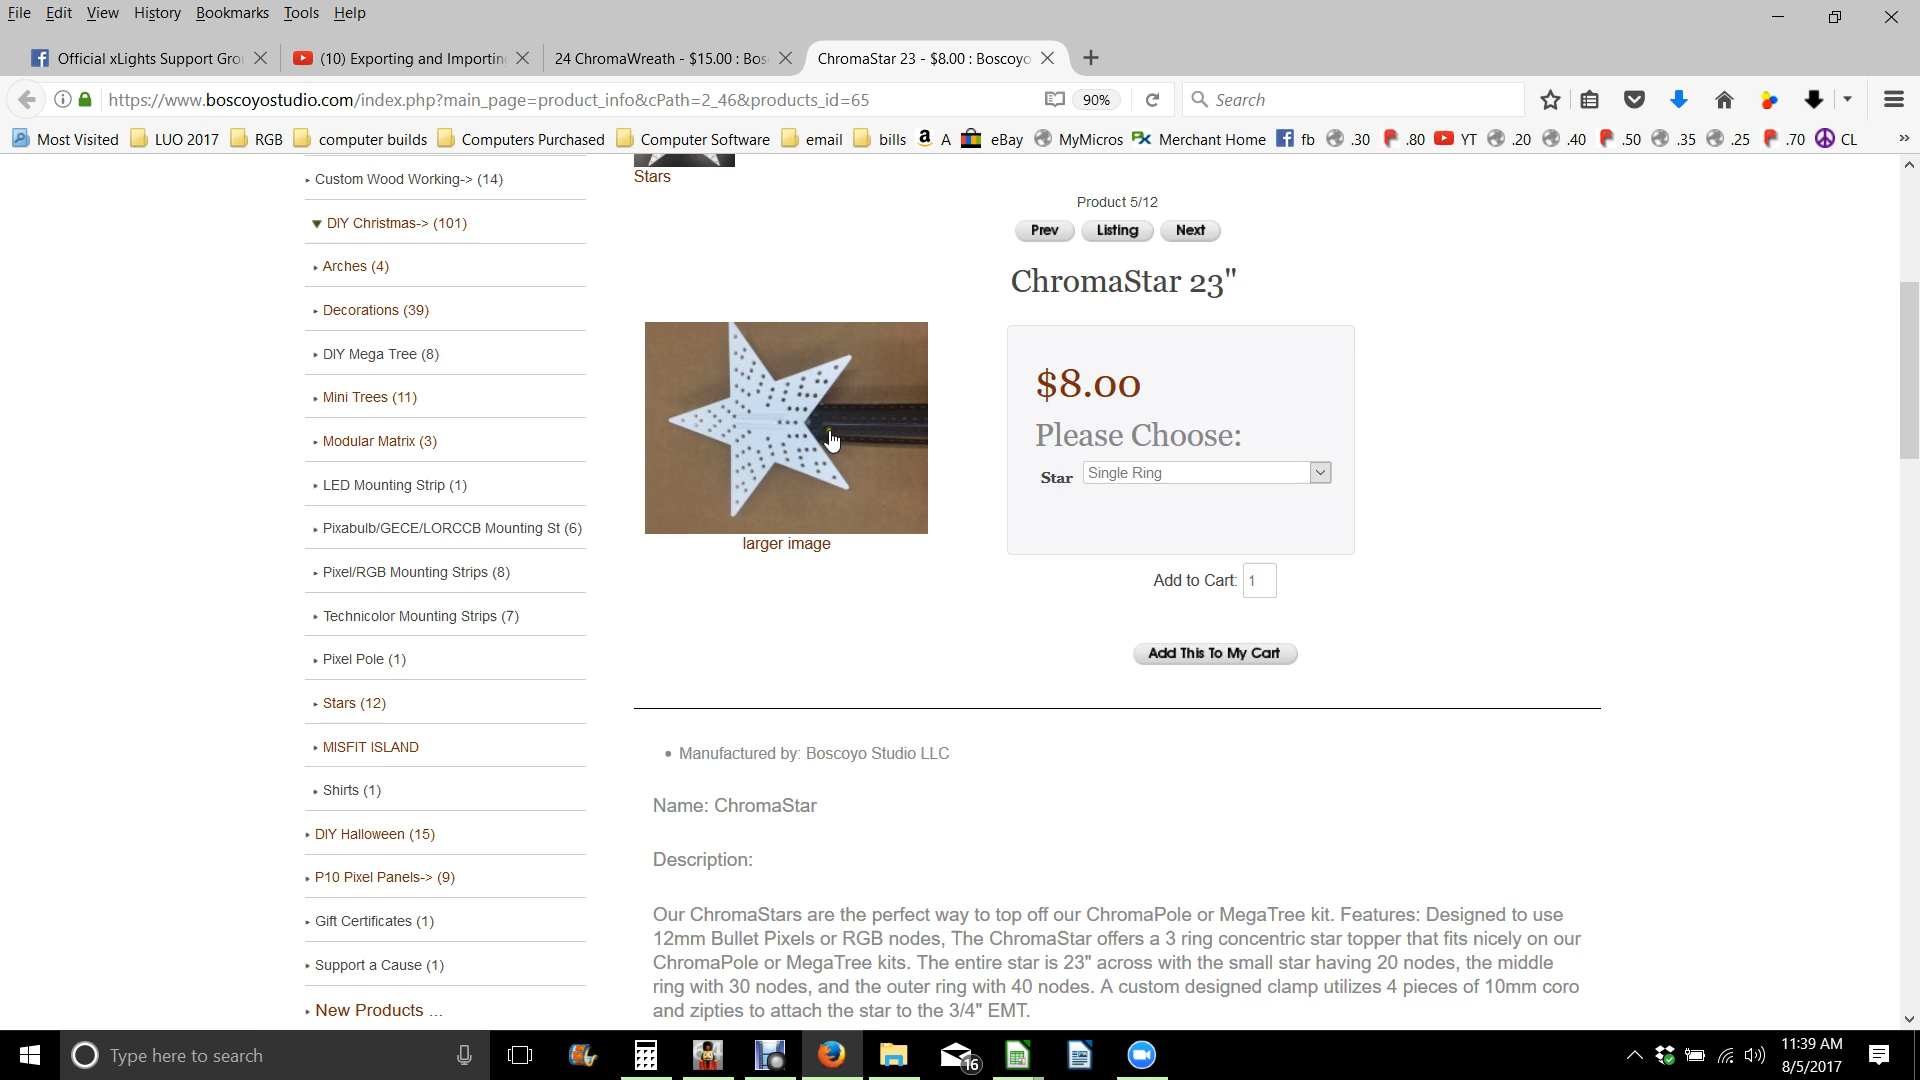 File Edit View History Bookmarks Tools Help
Official xLights Support Gro
(10) Exporting and Importin
24 ChromaWreath - $15.00 : Bos
ChromaStar 23 - $8.00 : Boscoyo
https://www.boscoyostudio.com/index.php?main_page=product_info&cPath=2_46&products_id=65
90%
Search
Most Visited LUO 2017 RGB computer builds Computers Purchased Computer Software email bills A eBay MyMicros Merchant Home fb .30 .80 YT .20 .40 .50 .35 .25 .70 CL
Custom Wood Working-> (14)
DIY Christmas-> (101)
Arches (4)
Decorations (39)
DIY Mega Tree (8)
Mini Trees (11)
Modular Matrix (3)
LED Mounting Strip (1)
Pixabulb/GECE/LORCCB Mounting St (6)
Pixel/RGB Mounting Strips (8)
Technicolor Mounting Strips (7)
Pixel Pole (1)
Stars (12)
MISFIT ISLAND
Shirts (1)
DIY Halloween (15)
P10 Pixel Panels-> (9)
Gift Certificates (1)
Support a Cause (1)
New Products ...
Stars
Product 5/12
Prev Listing Next
ChromaStar 23"
larger image
$8.00
Please Choose:
Star Single Ring
Add to Cart: 1
Add This To My Cart
Manufactured by: Boscoyo Studio LLC
Name: ChromaStar
Description:
Our ChromaStars are the perfect way to top off our ChromaPole or MegaTree kit. Features: Designed to use
12mm Bullet Pixels or RGB nodes, The ChromaStar offers a 3 ring concentric star topper that fits nicely on our
ChromaPole or MegaTree kits. The entire star is 23" across with the small star having 20 nodes, the middle
ring with 30 nodes, and the outer ring with 40 nodes. A custom designed clamp utilizes 4 pieces of 10mm coro
and zipties to attach the star to the 3/4" EMT.
Type here to search
16
11:39 AM
8/5/2017